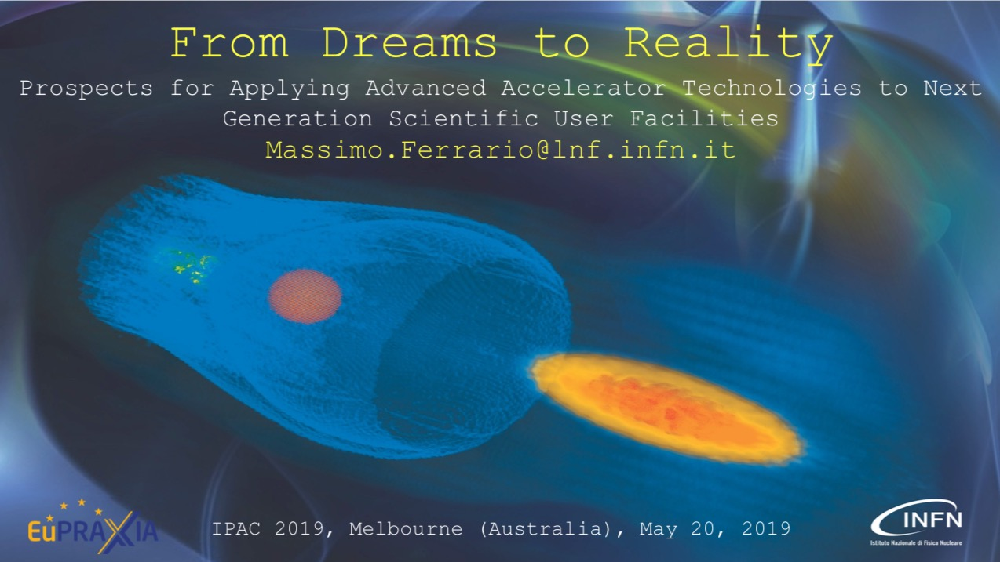 From Dreams to Reality
Prospects for Applying Advanced Accelerator Technologies to Next
Generation Scientific User Facilities
Massimo.Ferrario@lnf.infn.it
EuPRAXIA
IPAC 2019, Melbourne (Australia), May 20, 2019
INFN
Istituto Nazionale di Fisica Nucleare